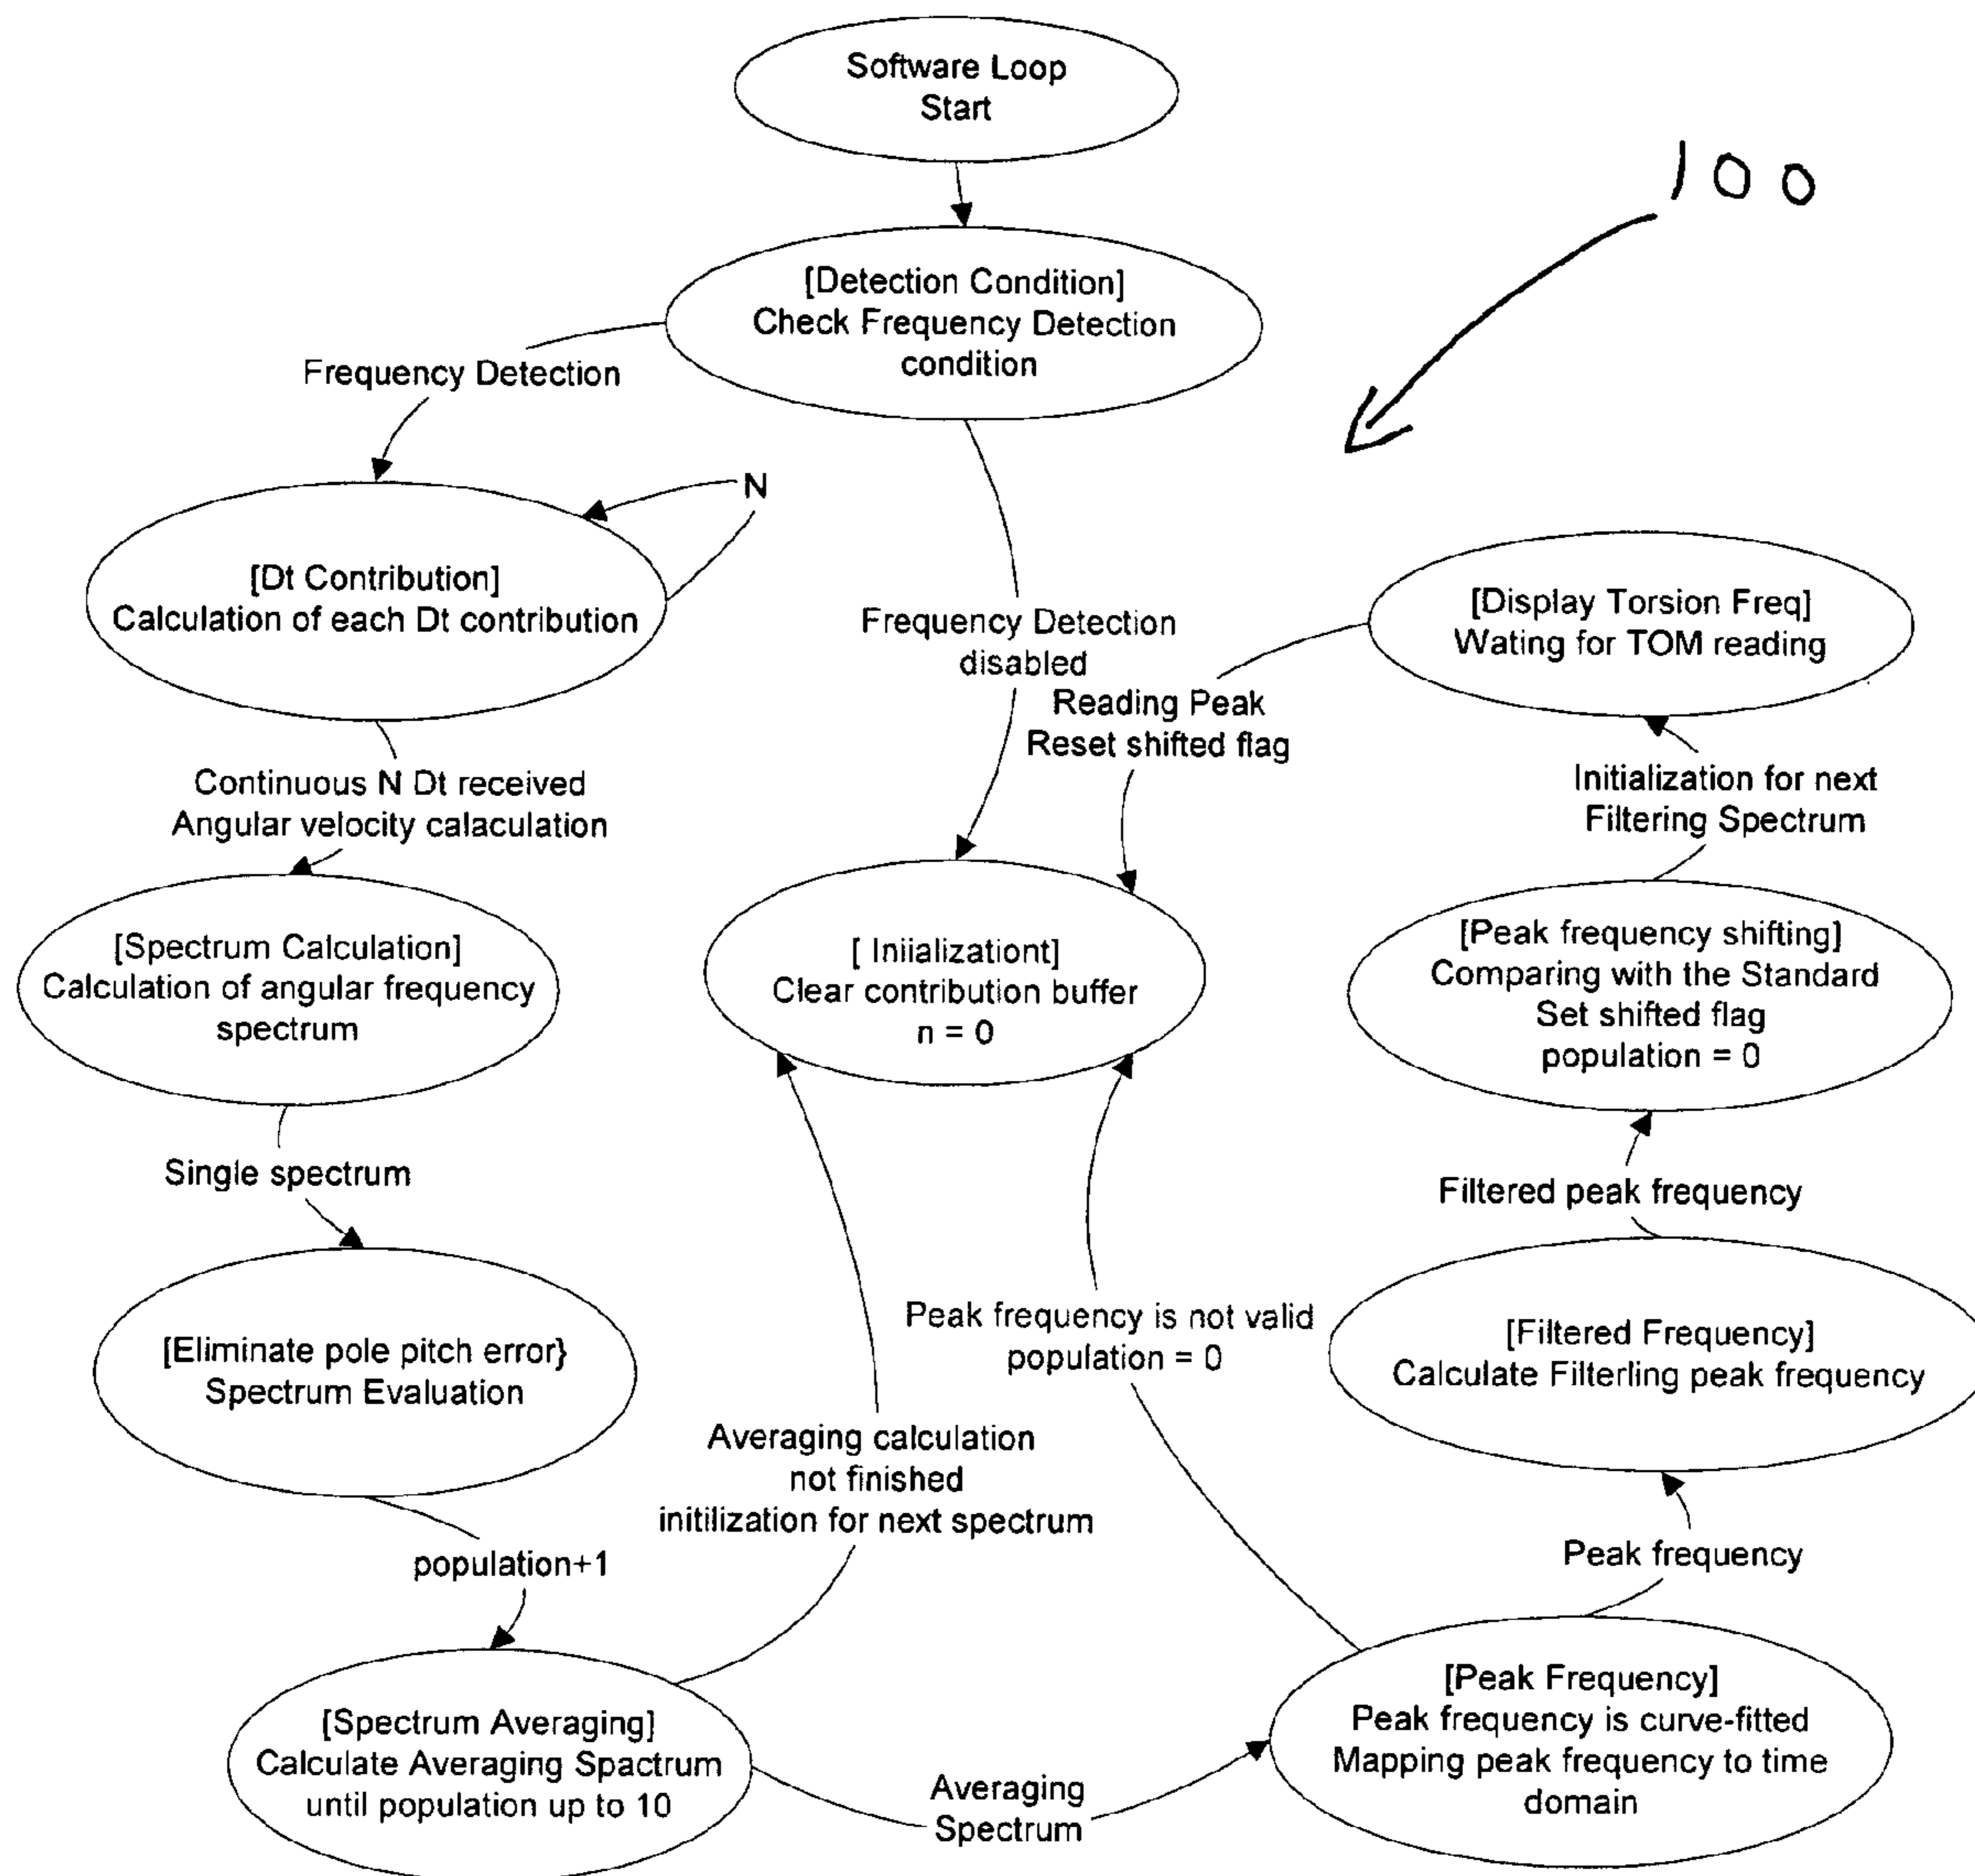 Software Loop
Start
100
[Detection Condition]
Check Frequency Detection
condition
Frequency Detection
N
[Dt Contribution]
Calculation of each Dt contribution
Frequency Detection
disabled
[Display Torsion Freq]
Wating for TOM reading
Reading Peak
Reset shifted flag
Continuous N Dt received
Angular velocity calaculation
Initialization for next
Filtering Spectrum
[Spectrum Calculation]
Calculation of angular frequency
spectrum
[ Iniializationt]
Clear contribution buffer
n = 0
[Peak frequency shifting]
Comparing with the Standard
Set shifted flag
population = 0
Single spectrum
Filtered peak frequency
[Eliminate pole pitch error}
Spectrum Evaluation
Peak frequency is not valid
population = 0
[Filtered Frequency]
Calculate Filterling peak frequency
Averaging calculation
not finished
initilization for next spectrum
population+1
Peak frequency
[Spectrum Averaging]
Calculate Averaging Spactrum
until population up to 10
Averaging
Spectrum
[Peak Frequency]
Peak frequency is curve-fitted
Mapping peak frequency to time
domain